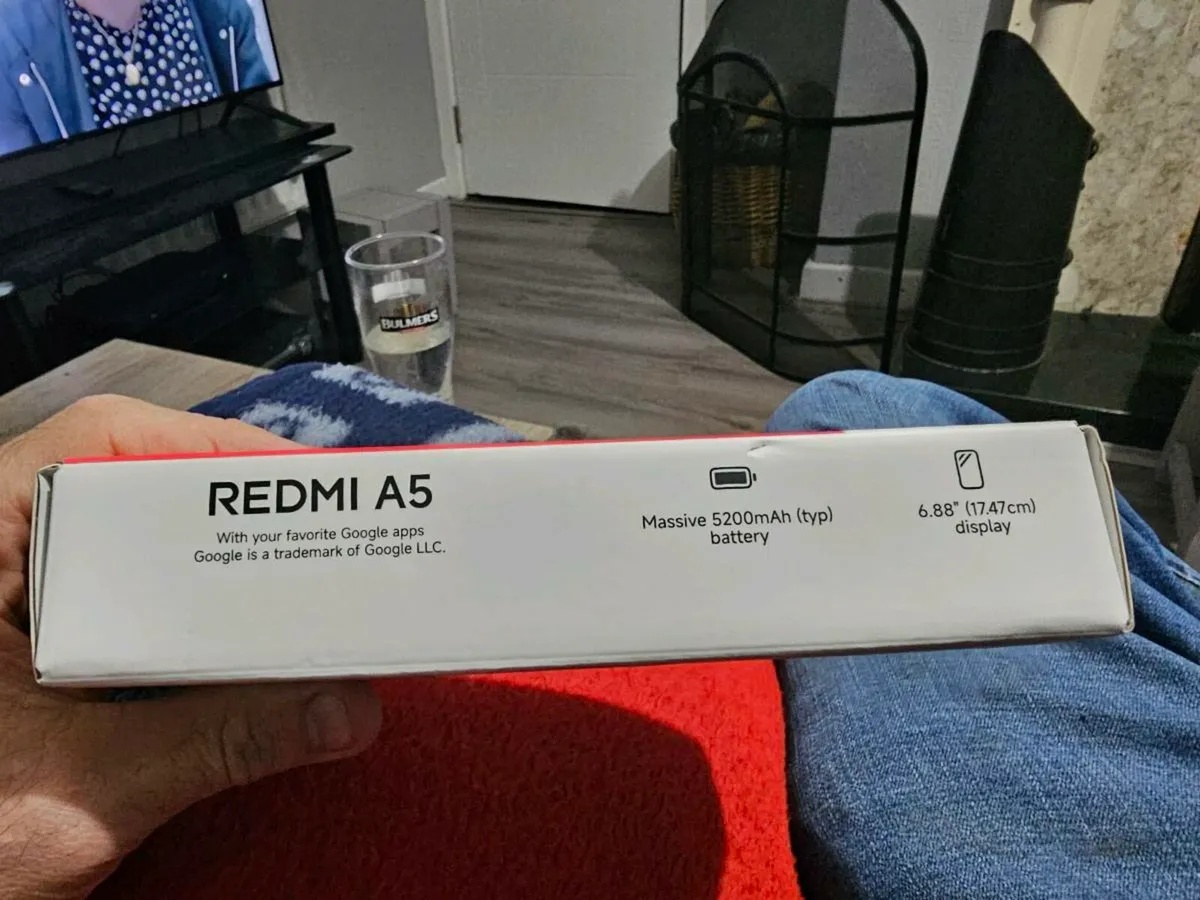 BULMERS
REDMI A5
With your favorite Google apps
Google is a trademark of Google LLC.
Massive 5200mAh (typ)
battery
6.88" (17.47cm)
display